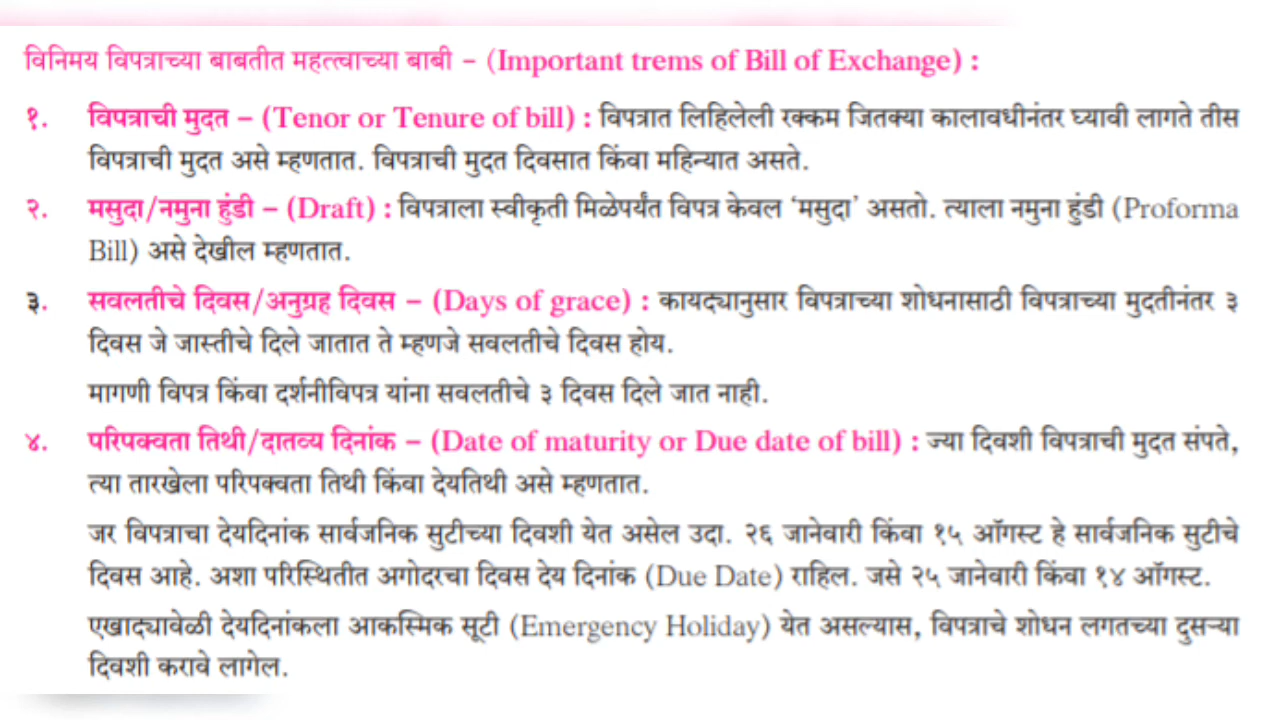 विनिमय विपत्राच्या बाबतीत महत्त्वाच्या बाबी – (Important trems of Bill of Exchange) :
१. विपत्राची मुदत – (Tenor or Tenure of bill) : विपत्रात लिहिलेली रक्कम जितक्या कालावधीनंतर घ्यावी लागते तीस
विपत्राची मुदत असे म्हणतात. विपत्राची मुदत दिवसात किंवा महिन्यात असते.
२. मसुदा/नमुना हुंडी – (Draft) : विपत्राला स्वीकृती मिळेपर्यंत विपत्र केवल ‘मसुदा’ असतो. त्याला नमुना हुंडी (Proforma
Bill) असे देखील म्हणतात.
३. सवलतीचे दिवस/अनुग्रह दिवस – (Days of grace) : कायद्यानुसार विपत्राच्या शोधनासाठी विपत्राच्या मुदतीनंतर ३
दिवस जे जास्तीचे दिले जातात ते म्हणजे सवलतीचे दिवस होय.
मागणी विपत्र किंवा दर्शनीविपत्र यांना सवलतीचे ३ दिवस दिले जात नाही.
४. परिपक्वता तिथी/दातव्य दिनांक – (Date of maturity or Due date of bill) : ज्या दिवशी विपत्राची मुदत संपते,
त्या तारखेला परिपक्वता तिथी किंवा देयतिथी असे म्हणतात.
जर विपत्राचा देयदिनांक सार्वजनिक सुटीच्या दिवशी येत असेल उदा. २६ जानेवारी किंवा १५ ऑगस्ट हे सार्वजनिक सुटीचे
दिवस आहे. अशा परिस्थितीत अगोदरचा दिवस देय दिनांक (Due Date) राहिल. जसे २५ जानेवारी किंवा १४ ऑगस्ट.
एखाद्यावेळी देयदिनांकला आकस्मिक सूटी (Emergency Holiday) येत असल्यास, विपत्राचे शोधन लगतच्या दुसऱ्या
दिवशी करावे लागेल.